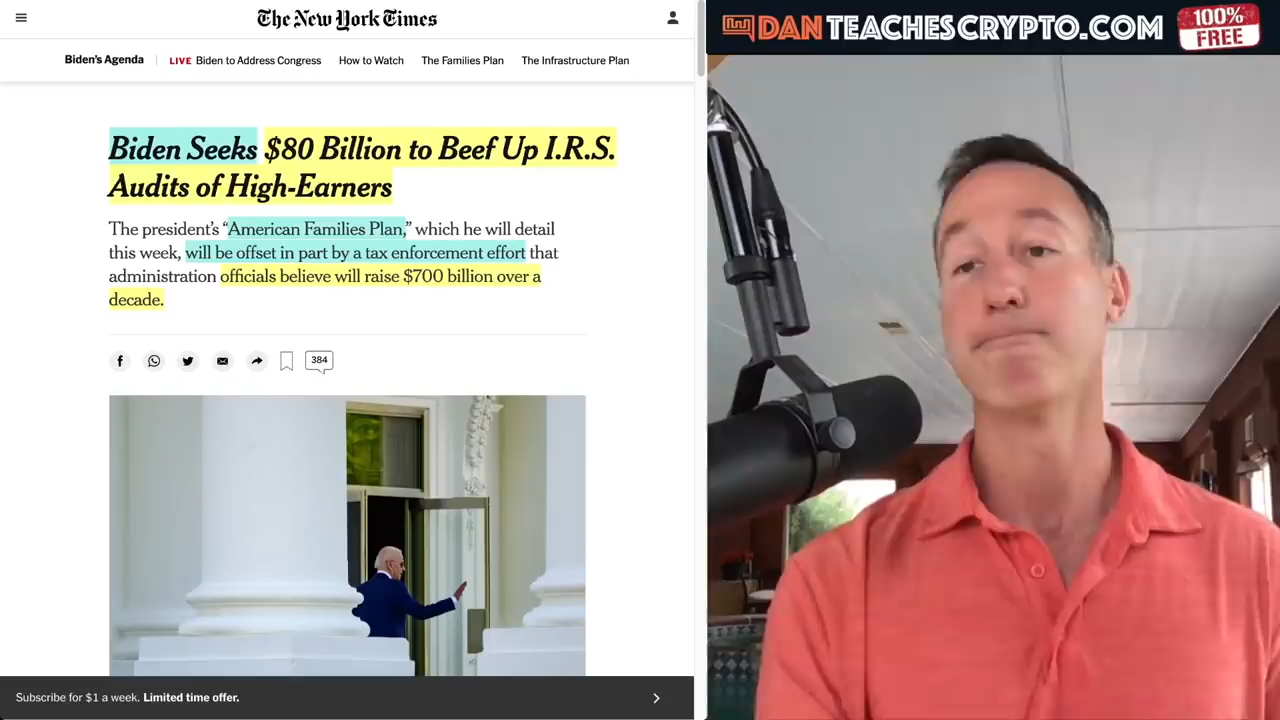 The New York Times
Biden's Agenda
LIVE Biden to Address Congress
How to Watch
The Families Plan
The Infrastructure Plan
Biden Seeks $80 Billion to Beef Up I.R.S.
Audits of High-Earners
The president's “American Families Plan,” which he will detail
this week, will be offset in part by a tax enforcement effort that
administration officials believe will raise $700 billion over a
decade.
384
Subscribe for $1 a week. Limited time offer.
DANTEACHESCRYPTO.COM
100%
FREE